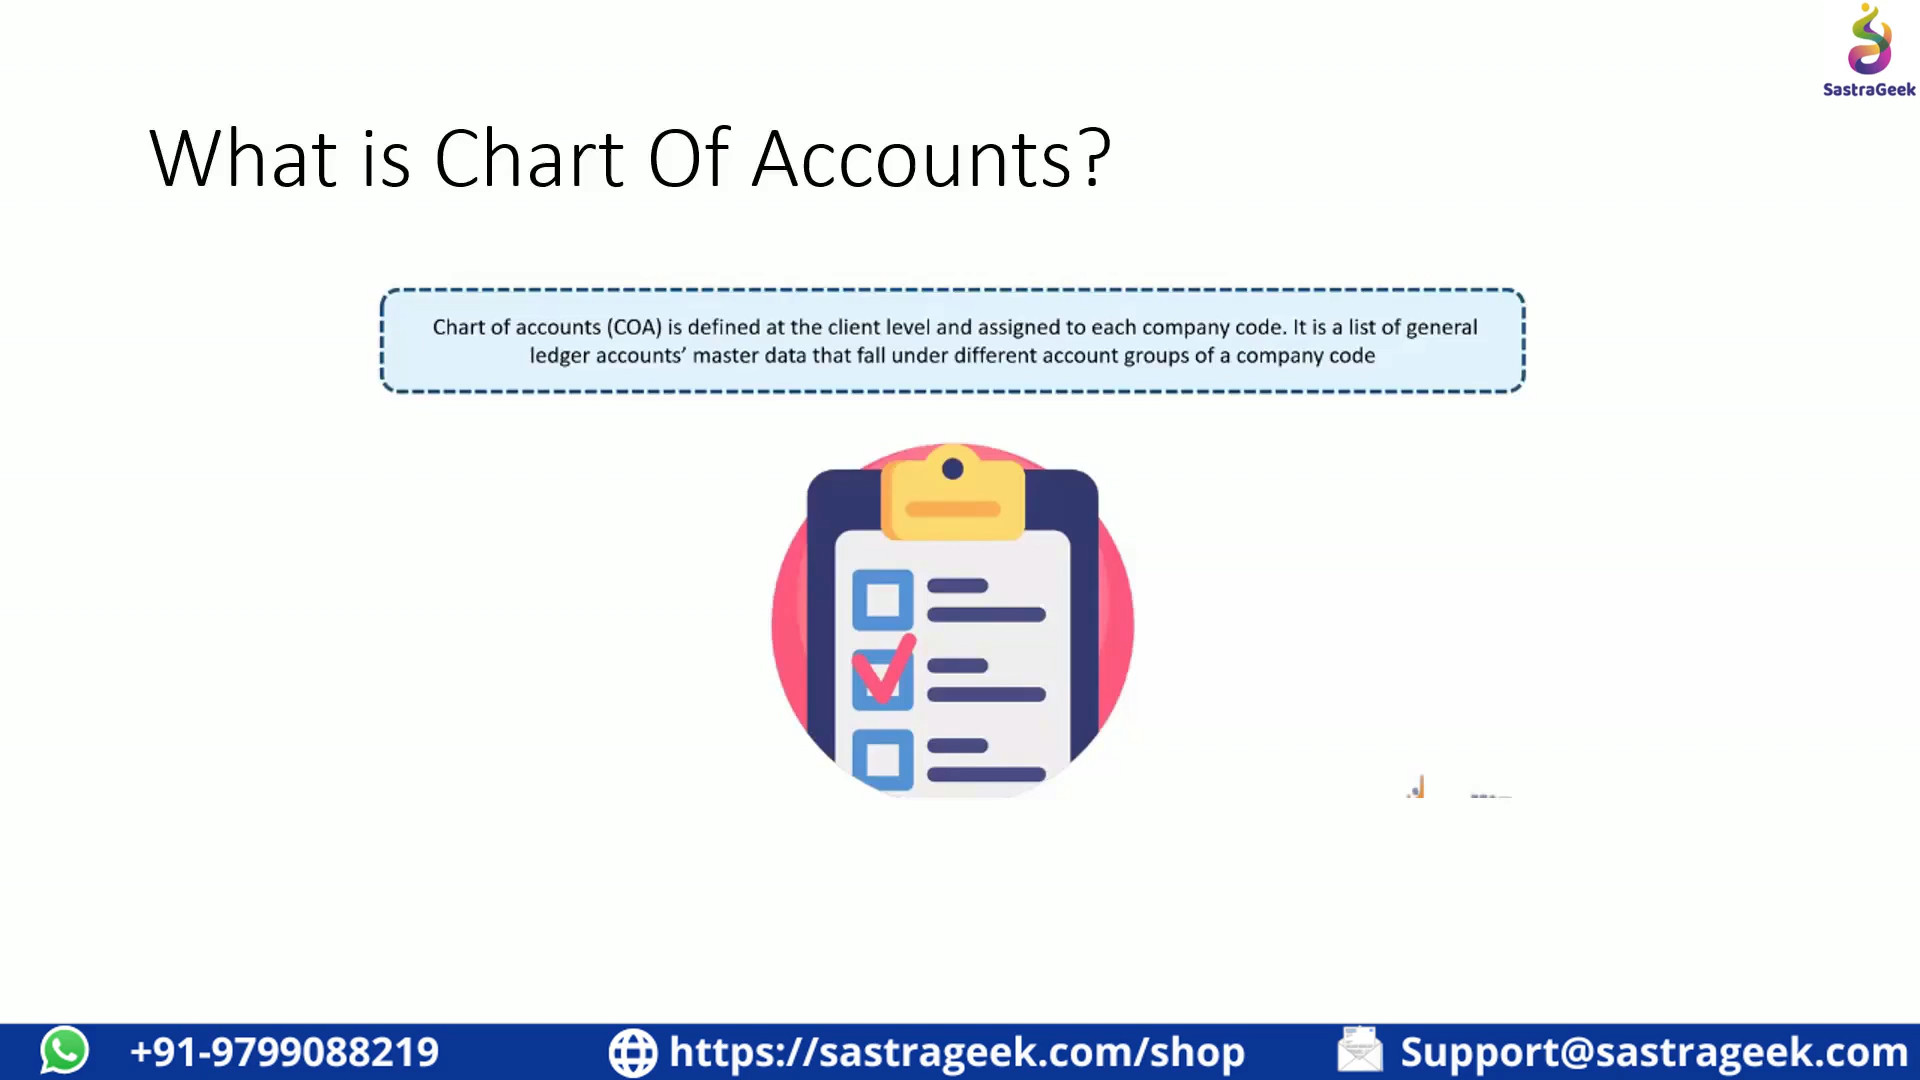 SastraGeek
What is Chart Of Accounts?
Chart of accounts (COA) is defined at the client level and assigned to each company code. It is a list of general
ledger accounts’ master data that fall under different account groups of a company code
+91-9799088219
https://sastrageek.com/shop
Support@sastrageek.com